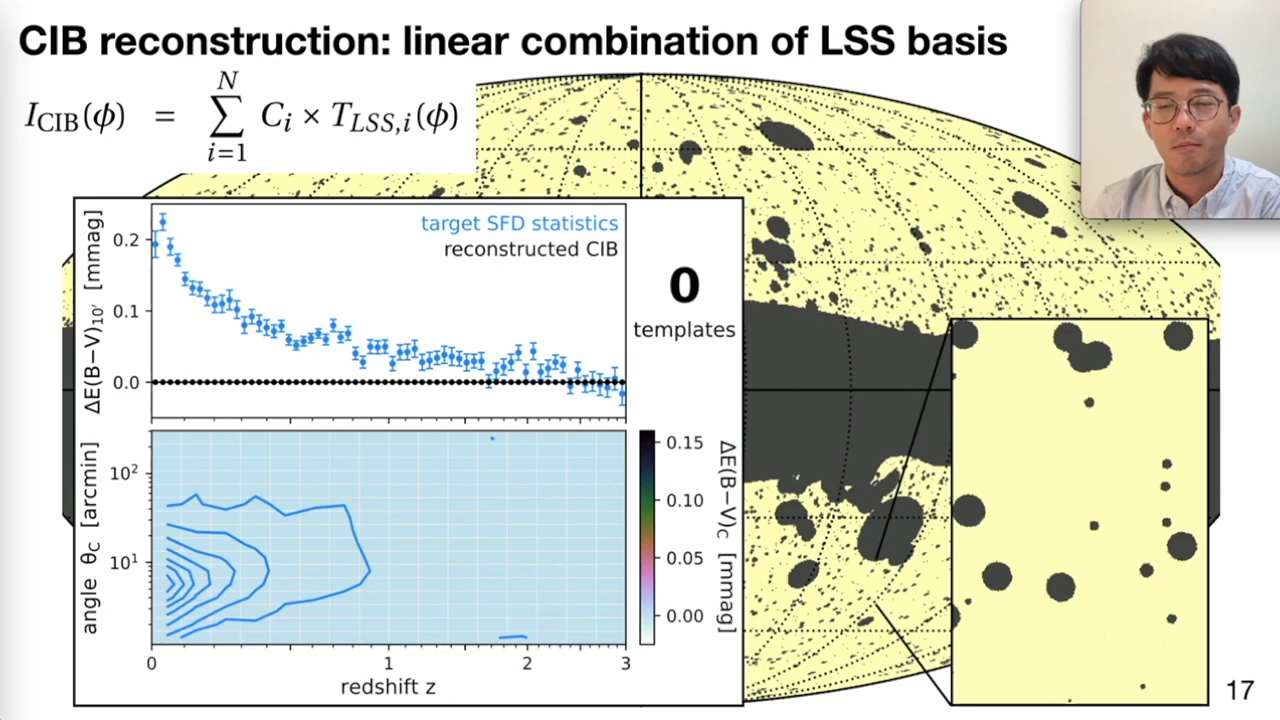 CIB reconstruction: linear combination of LSS basis
I_CIB(ϕ) = ∑_{i=1}^{N} C_i × T_{LSS,i}(ϕ)
target SFD statistics
reconstructed CIB
ΔE(B−V)_10′ [mmag]
0.2
0.1
0.0
0
templates
angle θ_C [arcmin]
10²
10¹
0.15
0.10
0.05
0.00
ΔE(B−V)_C [mmag]
0 1 2 3
redshift z
17